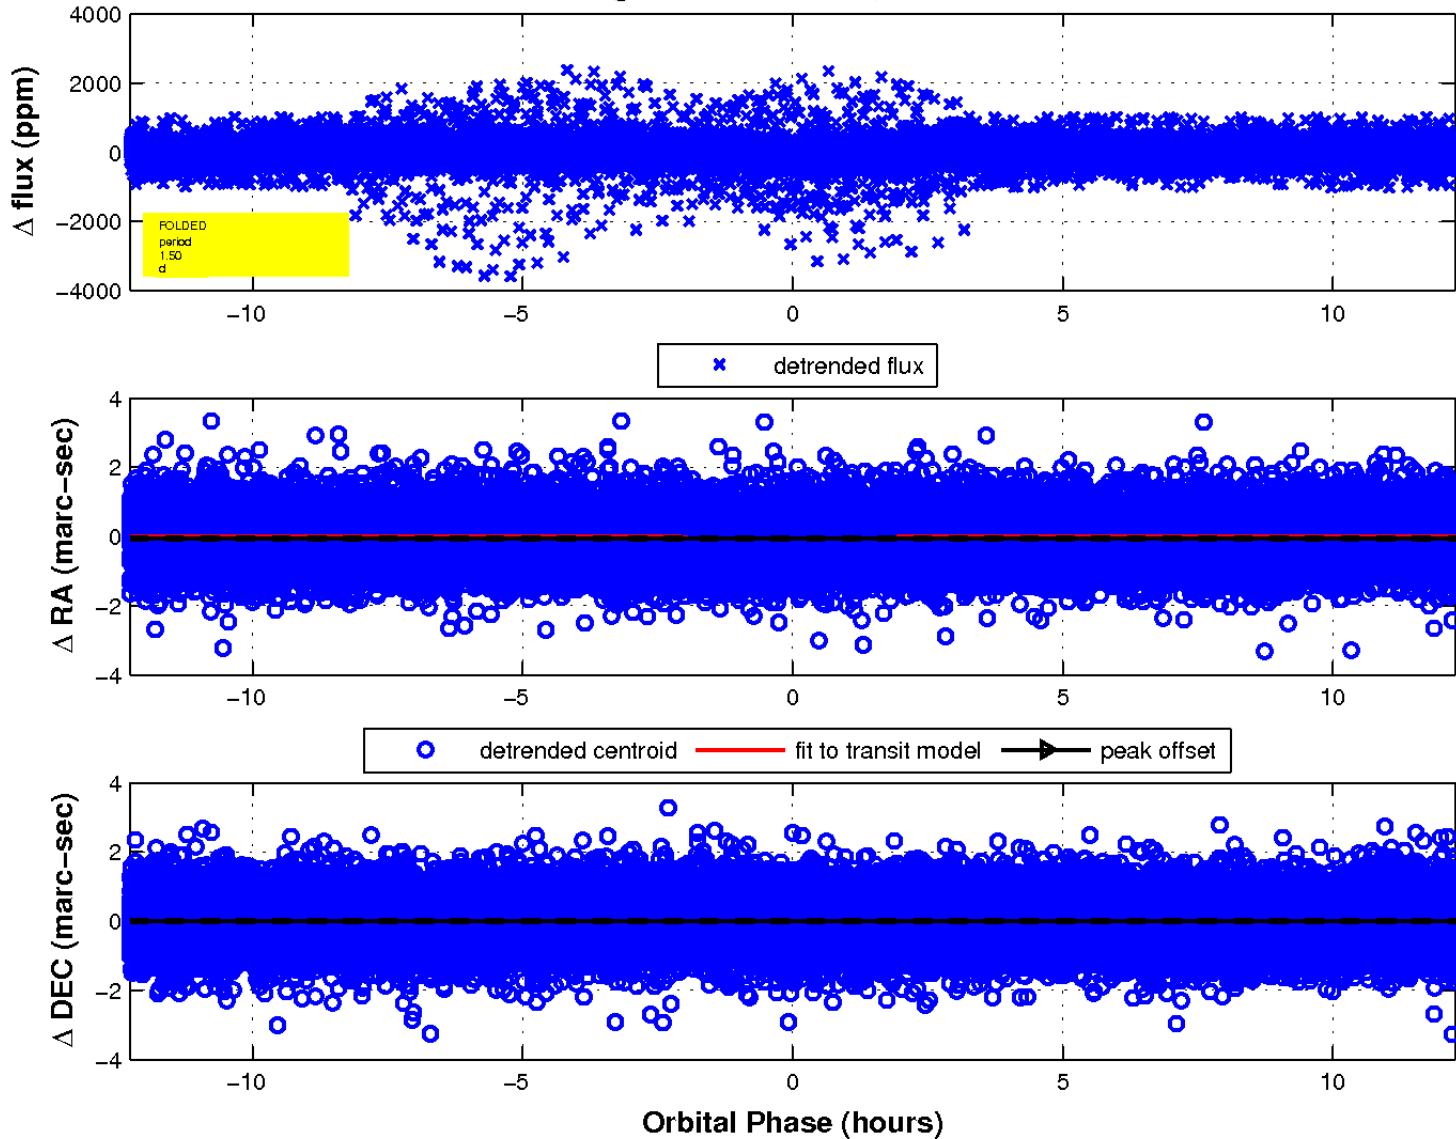 4000
2000
0
−2000
−4000
Δ flux (ppm)
FOLDED
period
1.50
d
−10 −5 0 5 10
detrended flux
4
2
0
−2
−4
Δ RA (marc−sec)
−10 −5 0 5 10
detrended centroid fit to transit model peak offset
4
2
0
−2
−4
Δ DEC (marc−sec)
−10 −5 0 5 10
Orbital Phase (hours)